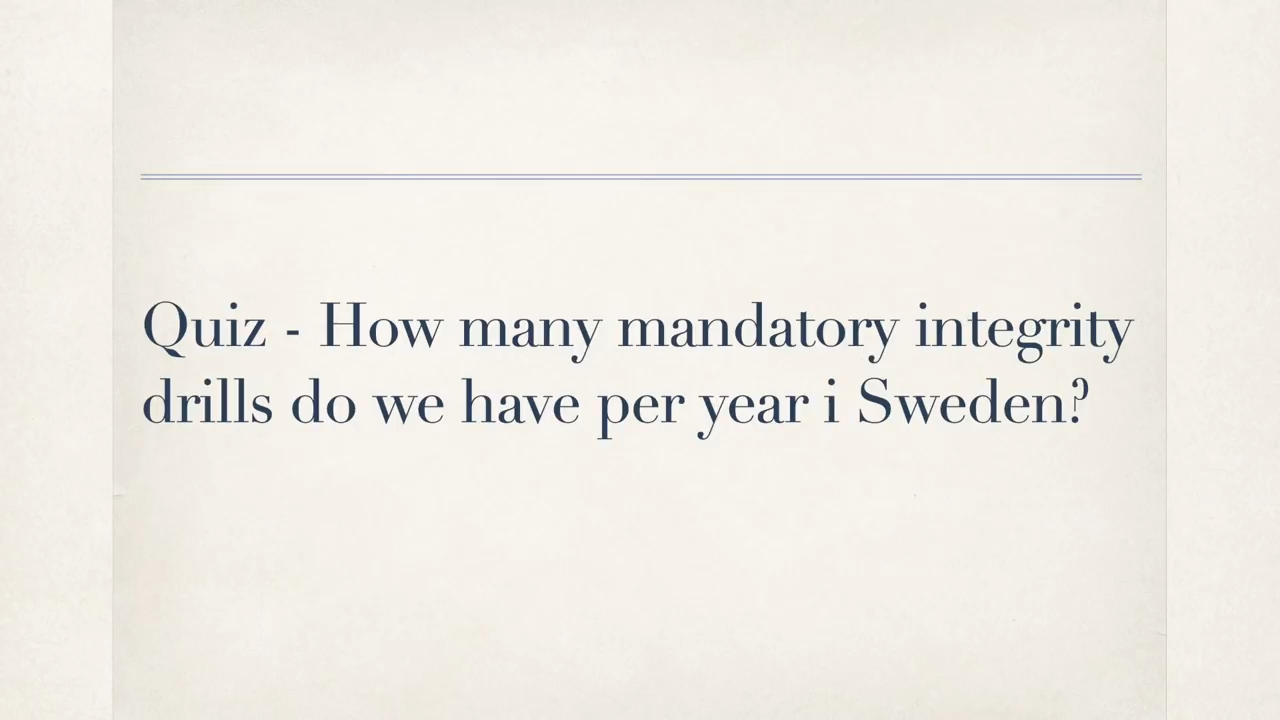 Quiz - How many mandatory integrity
drills do we have per year i Sweden?